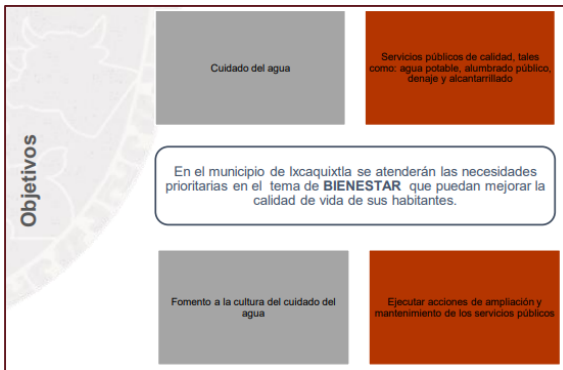 Objetivos
Cuidado del agua
Servicios públicos de calidad, tales
como: agua potable, alumbrado público,
denaje y alcantarrillado
En el municipio de Ixcaquixtla se atenderán las necesidades
prioritarias en el tema de BIENESTAR que puedan mejorar la
calidad de vida de sus habitantes.
Fomento a la cultura del cuidado del
agua
Ejecutar acciones de ampliación y
mantenimiento de los servicios públicos